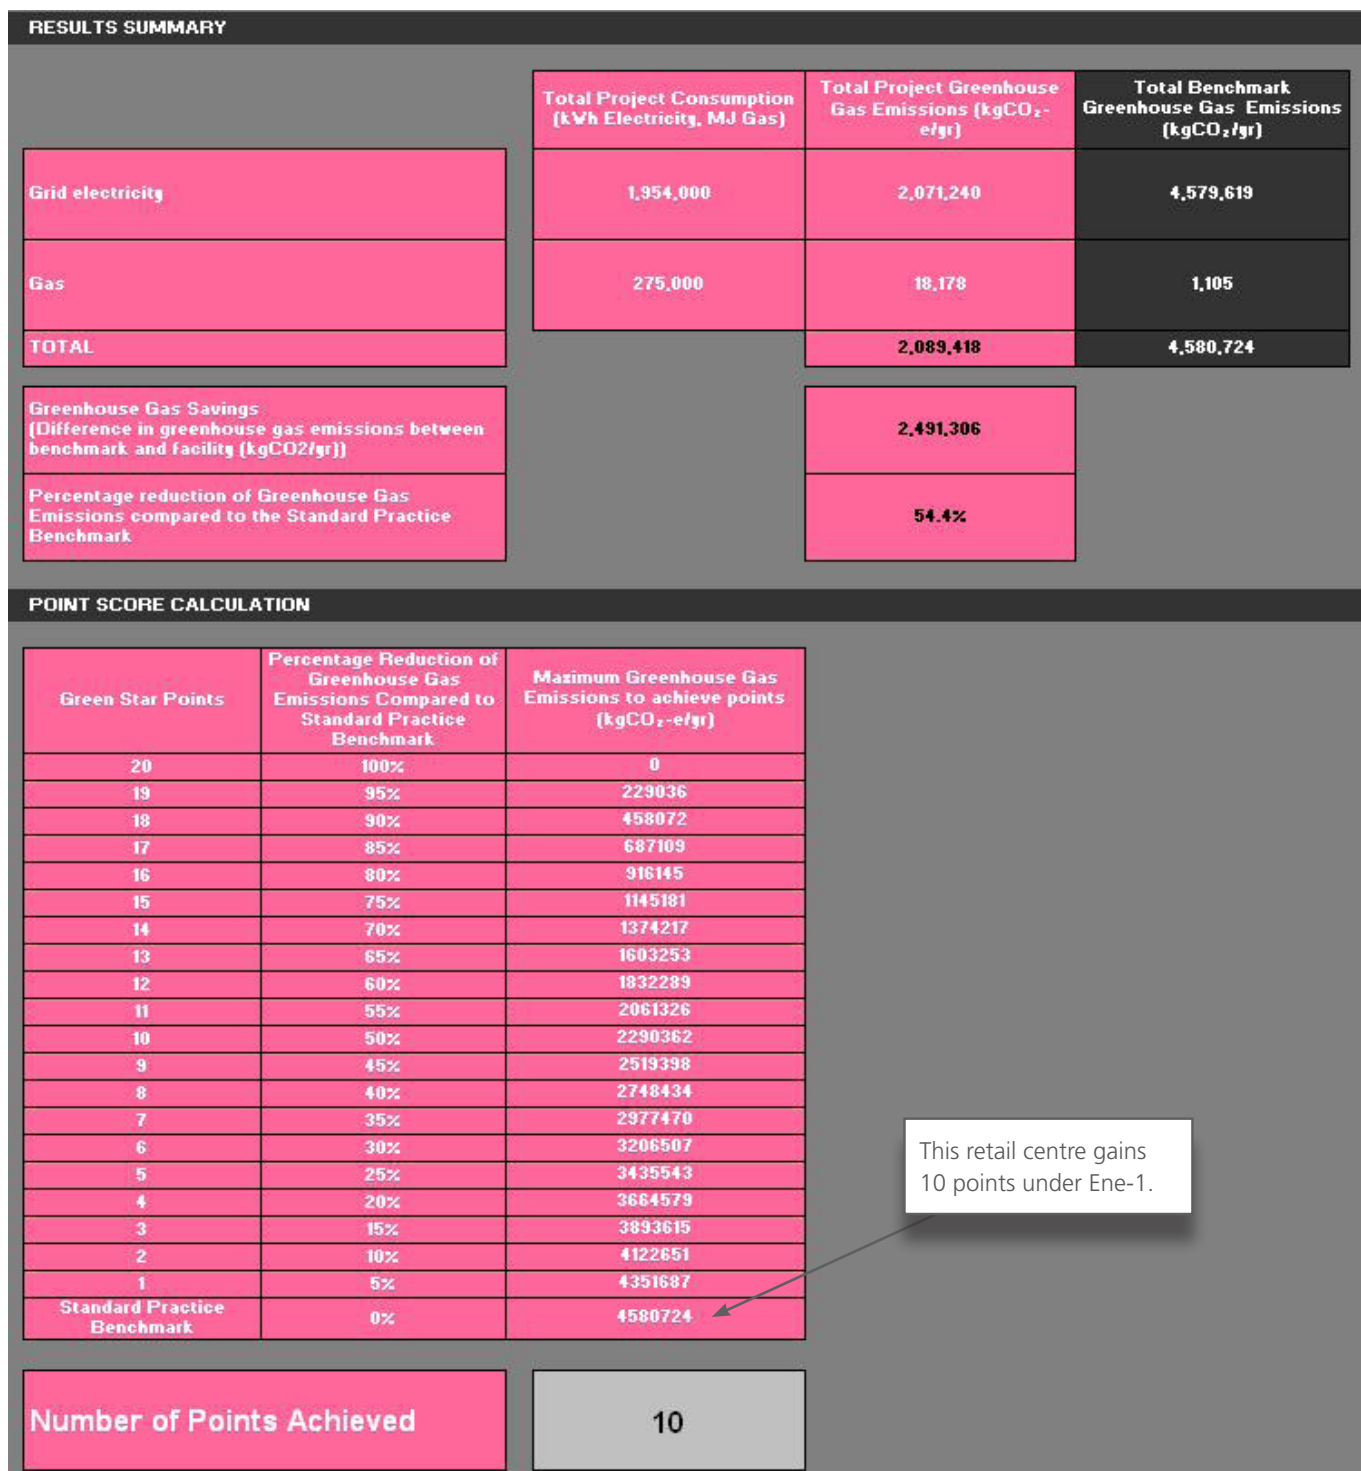 RESULTS SUMMARY
Total Project Consumption
(kWh Electricity, MJ Gas)
Total Project Greenhouse
Gas Emissions (kgCO₂-
e/yr)
Total Benchmark
Greenhouse Gas Emissions
(kgCO₂/yr)
Grid electricity 1,954,000 2,071,240 4,579,619
Gas 275,000 18,178 1,105
TOTAL 2,089,418 4,580,724
Greenhouse Gas Savings
(Difference in greenhouse gas emissions between
benchmark and facility (kgCO2/yr))
2,491,306
Percentage reduction of Greenhouse Gas
Emissions compared to the Standard Practice
Benchmark
54.4%
POINT SCORE CALCULATION
Green Star Points
Percentage Reduction of
Greenhouse Gas
Emissions Compared to
Standard Practice
Benchmark
Maximum Greenhouse Gas
Emissions to achieve points
(kgCO₂-e/yr)
20 100% 0
19 95% 229036
18 90% 458072
17 85% 687109
16 80% 916145
15 75% 1145181
14 70% 1374217
13 65% 1603253
12 60% 1832289
11 55% 2061326
10 50% 2290362
9 45% 2519398
8 40% 2748434
7 35% 2977470
6 30% 3206507
5 25% 3435543
4 20% 3664579
3 15% 3893615
2 10% 4122651
1 5% 4351687
Standard Practice
Benchmark
0% 4580724
This retail centre gains
10 points under Ene-1.
Number of Points Achieved 10